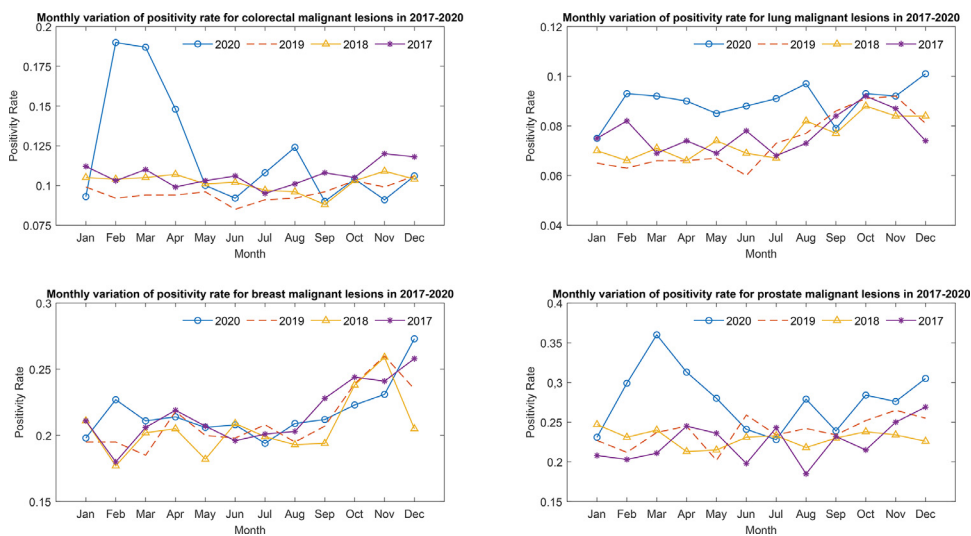 Monthly variation of positivity rate for colorectal malignant lesions in 2017-2020
0.2
0.175
0.15
0.125
0.1
0.075
Positivity Rate
2020 2019 2018 2017
Jan Feb Mar Apr May Jun Jul Aug Sep Oct Nov Dec
Month
Monthly variation of positivity rate for lung malignant lesions in 2017-2020
0.12
0.1
0.08
0.06
0.04
Positivity Rate
2020 2019 2018 2017
Jan Feb Mar Apr May Jun Jul Aug Sep Oct Nov Dec
Month
Monthly variation of positivity rate for breast malignant lesions in 2017-2020
0.3
0.25
0.2
0.15
Positivity Rate
2020 2019 2018 2017
Jan Feb Mar Apr May Jun Jul Aug Sep Oct Nov Dec
Month
Monthly variation of positivity rate for prostate malignant lesions in 2017-2020
0.4
0.35
0.3
0.25
0.2
0.15
Positivity Rate
2020 2019 2018 2017
Jan Feb Mar Apr May Jun Jul Aug Sep Oct Nov Dec
Month